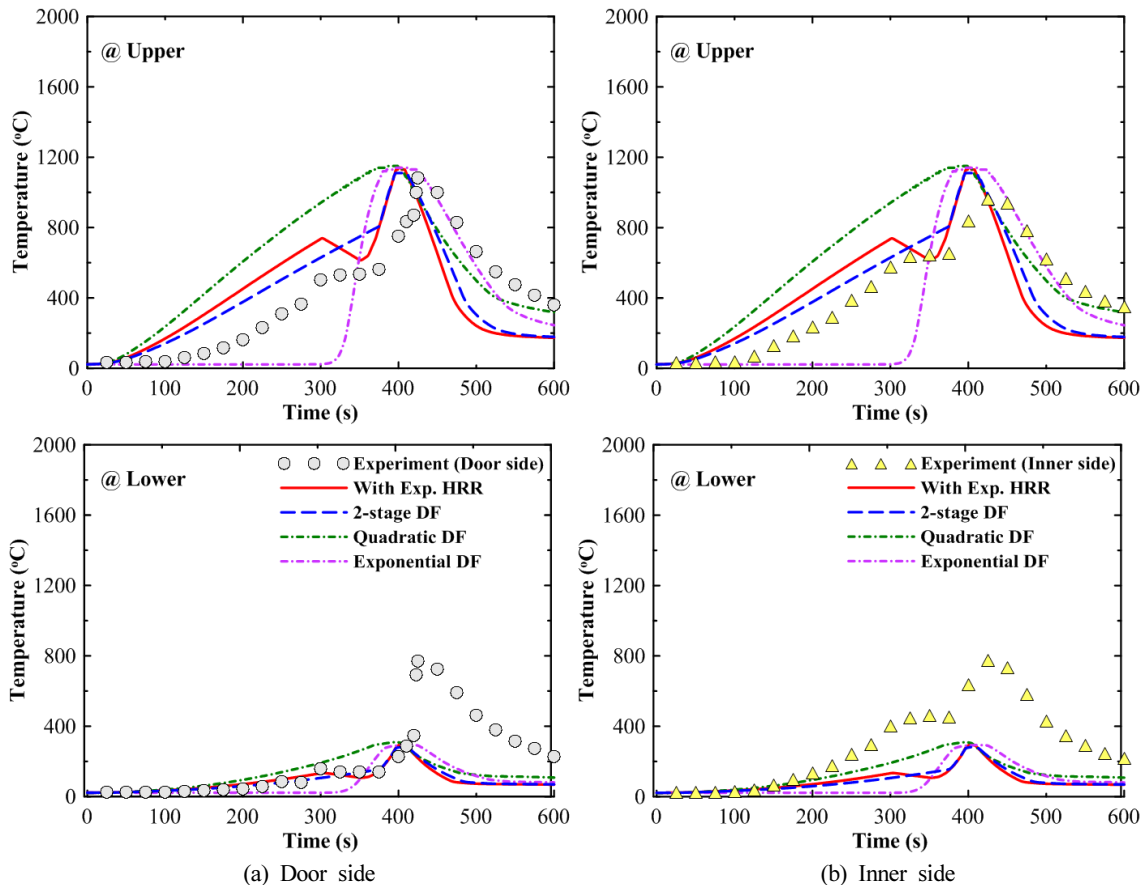 2000
1600
1200
800
400
0
Temperature (°C)
@ Upper
0 100 200 300 400 500 600
Time (s)
2000
1600
1200
800
400
0
Temperature (°C)
@ Upper
0 100 200 300 400 500 600
Time (s)
2000
1600
1200
800
400
0
Temperature (°C)
@ Lower
Experiment (Door side)
With Exp. HRR
2-stage DF
Quadratic DF
Exponential DF
0 100 200 300 400 500 600
Time (s)
(a) Door side
2000
1600
1200
800
400
0
Temperature (°C)
@ Lower
Experiment (Inner side)
With Exp. HRR
2-stage DF
Quadratic DF
Exponential DF
0 100 200 300 400 500 600
Time (s)
(b) Inner side